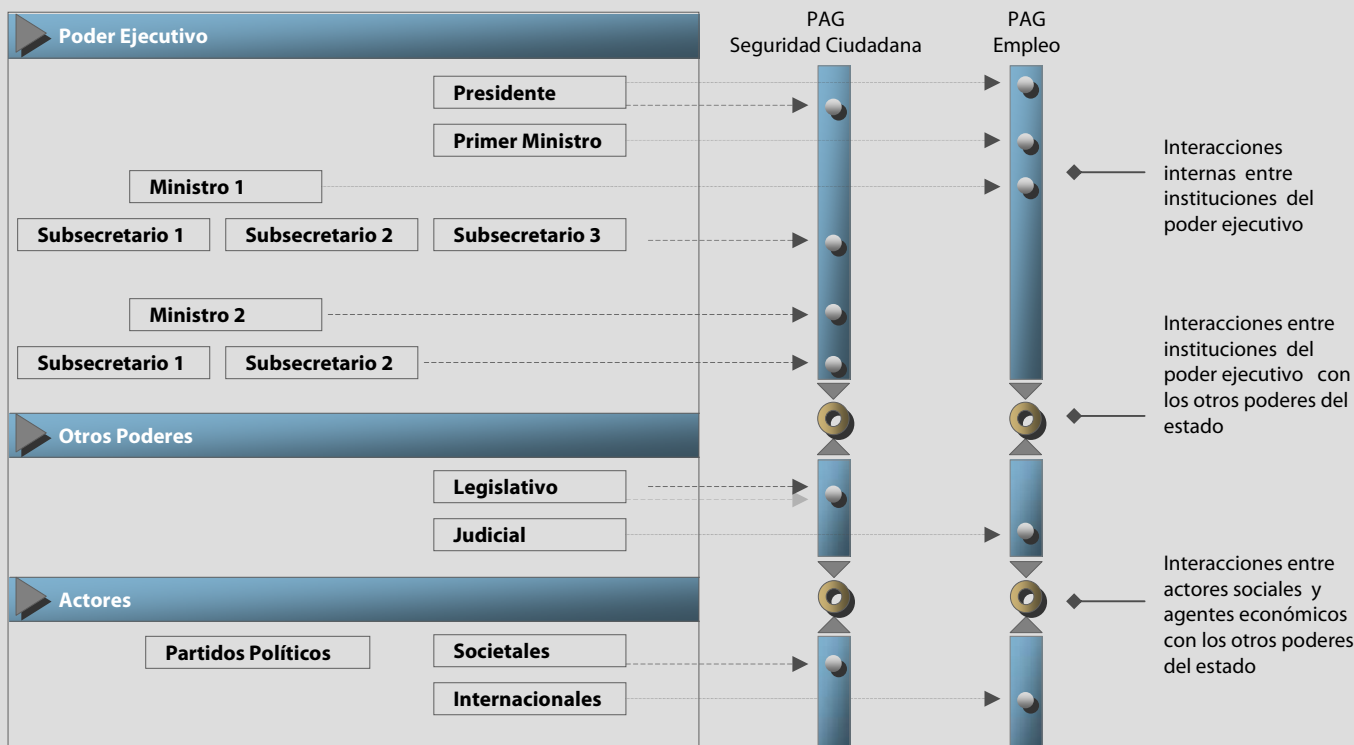 PAG
Seguridad Ciudadana
PAG
Empleo
Poder Ejecutivo
Presidente
Primer Ministro
Ministro 1
Subsecretario 1
Subsecretario 2
Subsecretario 3
Ministro 2
Subsecretario 1
Subsecretario 2
Interacciones
internas entre
instituciones del
poder ejecutivo
Interacciones entre
instituciones del
poder ejecutivo con
los otros poderes del
estado
Otros Poderes
Legislativo
Judicial
Actores
Partidos Políticos
Societales
Internacionales
Interacciones entre
actores sociales y
agentes económicos
con los otros poderes
del estado